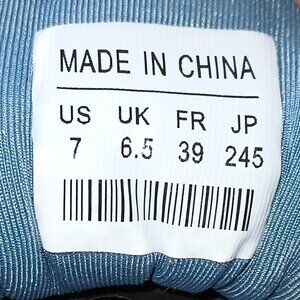 MADE IN CHINA
US UK FR JP
7 6.5 39 245